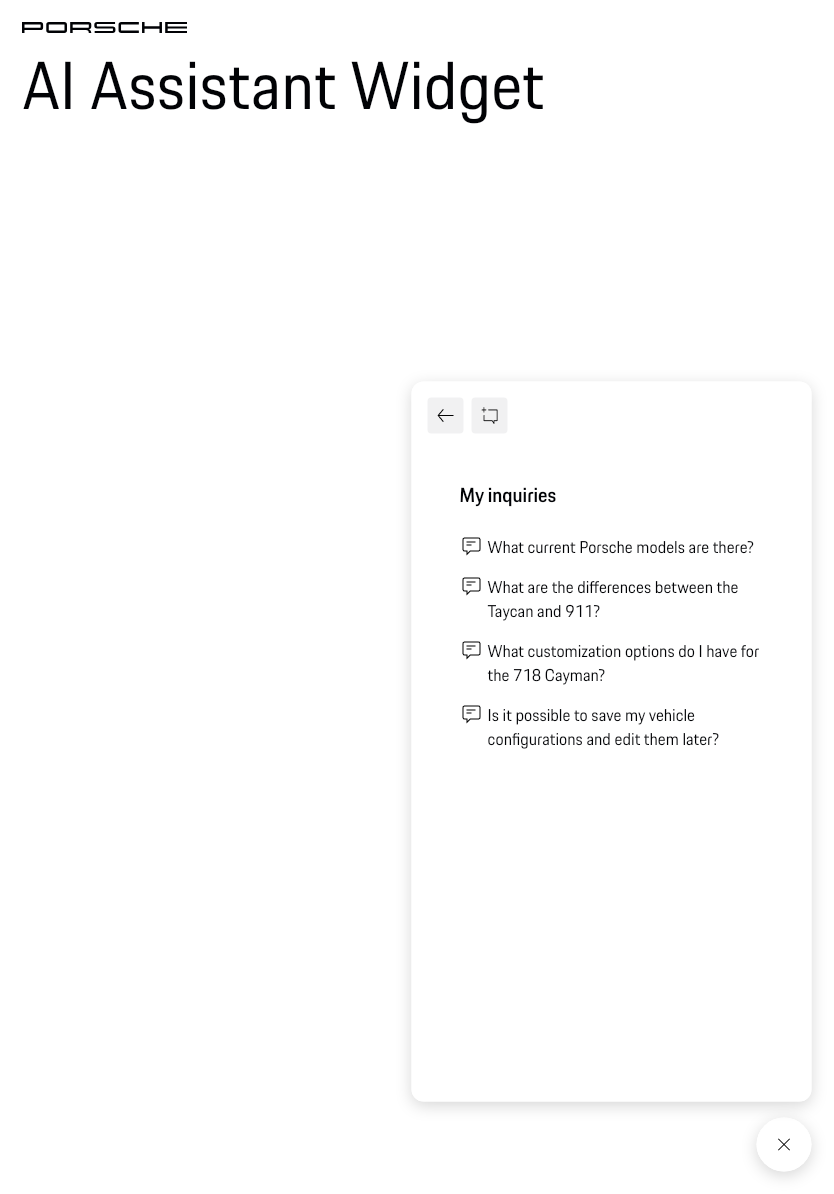 PORSCHE
AI Assistant Widget
My inquiries
What current Porsche models are there?
What are the differences between the
Taycan and 911?
What customization options do I have for
the 718 Cayman?
Is it possible to save my vehicle
configurations and edit them later?